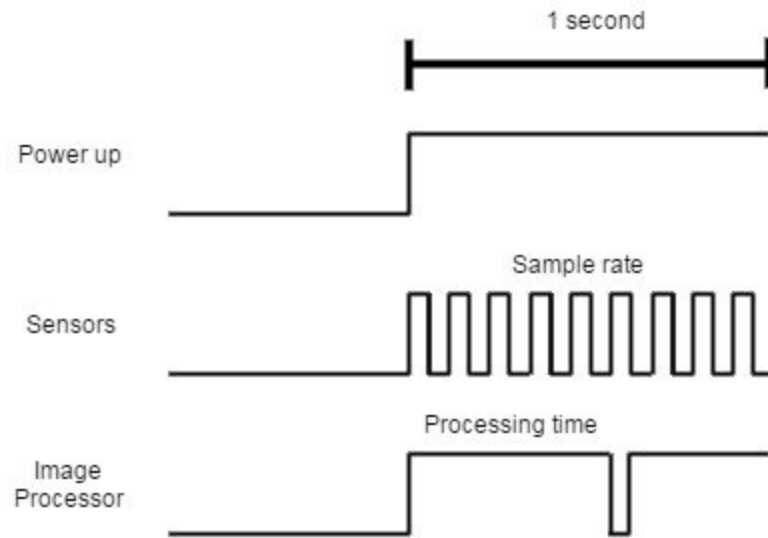 1 second
Power up
Sample rate
Sensors
Processing time
Image
Processor